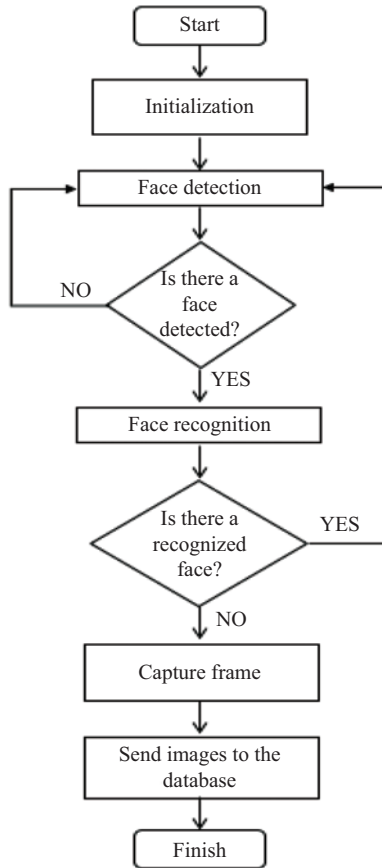 Start
Initialization
Face detection
Is there a
face
detected?
NO
YES
Face recognition
Is there a
recognized
face?
YES
NO
Capture frame
Send images to the
database
Finish